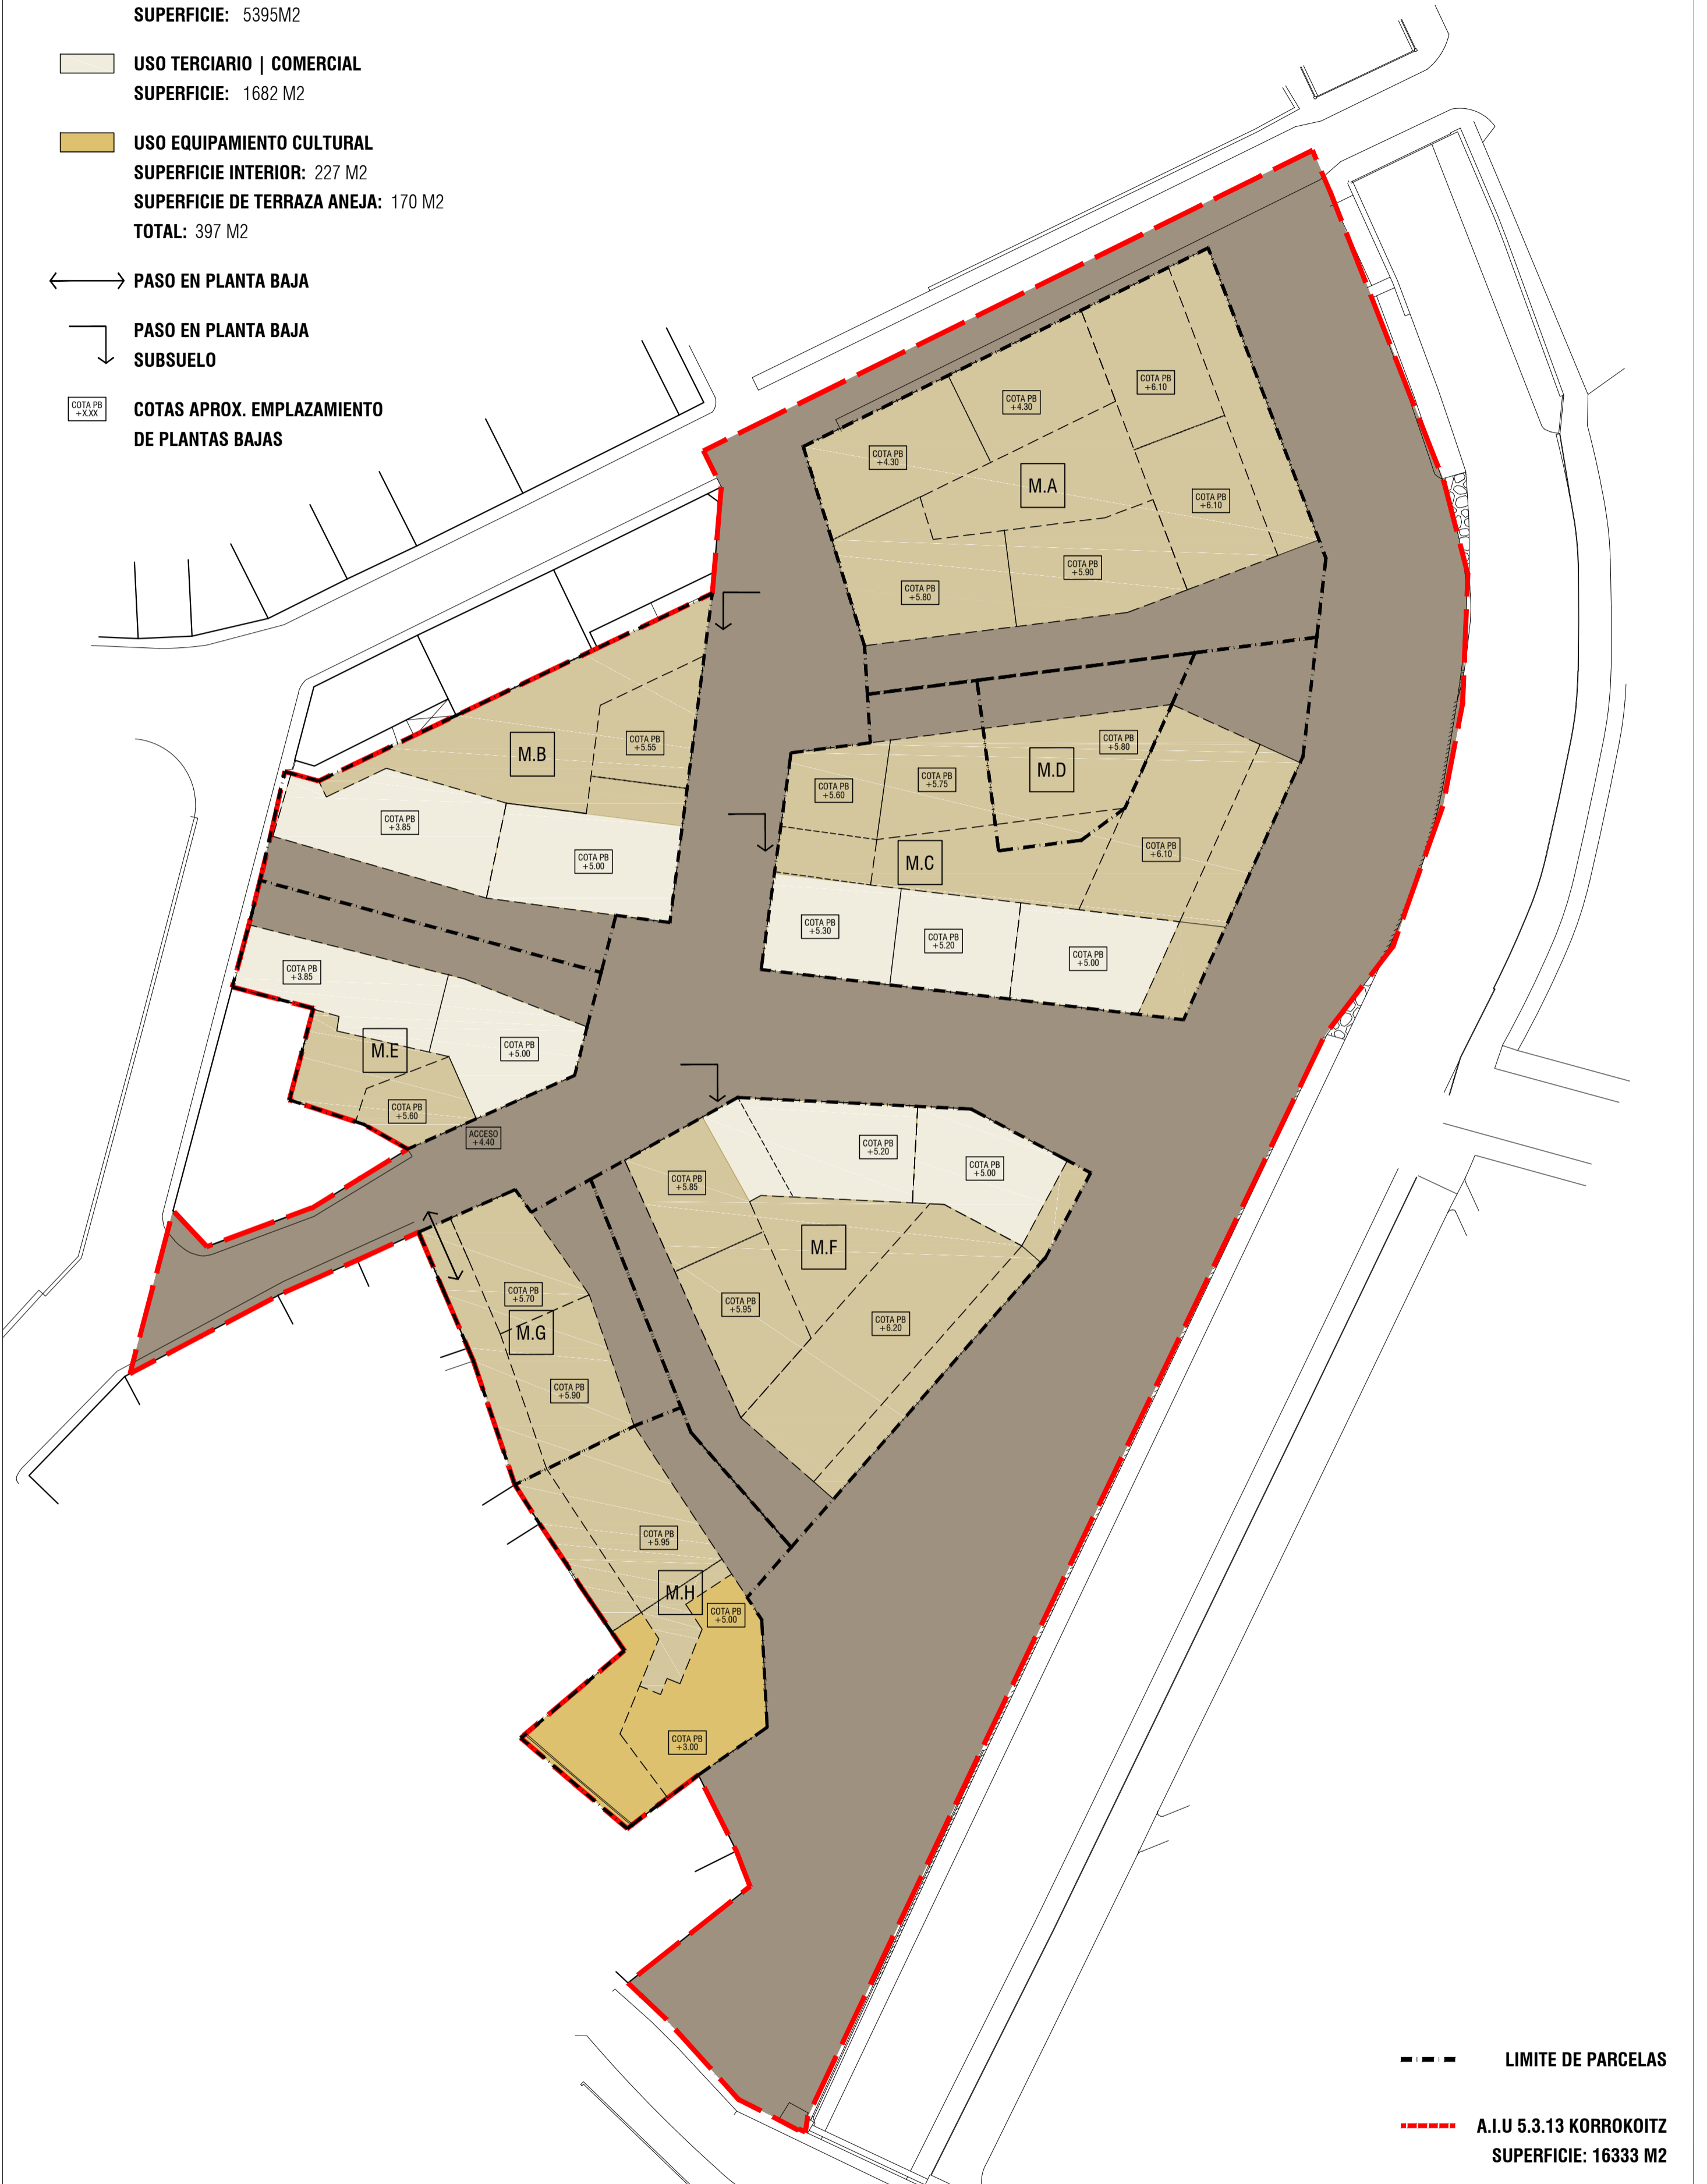 SUPERFICIE: 5395M2
USO TERCIARIO | COMERCIAL
SUPERFICIE: 1682 M2
USO EQUIPAMIENTO CULTURAL
SUPERFICIE INTERIOR: 227 M2
SUPERFICIE DE TERRAZA ANEJA: 170 M2
TOTAL: 397 M2
PASO EN PLANTA BAJA
PASO EN PLANTA BAJA
SUBSUELO
COTA PB
+X.XX
COTAS APROX. EMPLAZAMIENTO
DE PLANTAS BAJAS
COTA PB
+6.10
COTA PB
+4.30
COTA PB
+4.30
M.A
COTA PB
+6.10
COTA PB
+5.90
COTA PB
+5.80
COTA PB
+5.55
M.B
COTA PB
+3.85
COTA PB
+5.00
COTA PB
+5.80
M.D
COTA PB
+5.75
COTA PB
+5.60
COTA PB
+6.10
M.C
COTA PB
+5.30
COTA PB
+5.20
COTA PB
+5.00
COTA PB
+3.85
M.E
COTA PB
+5.00
COTA PB
+5.60
ACCESO
+4.40
COTA PB
+5.20
COTA PB
+5.00
COTA PB
+5.85
M.F
COTA PB
+5.95
COTA PB
+6.20
COTA PB
+5.70
M.G
COTA PB
+5.90
COTA PB
+5.95
M.H
COTA PB
+5.00
COTA PB
+3.00
LIMITE DE PARCELAS
A.I.U 5.3.13 KORROKOITZ
SUPERFICIE: 16333 M2